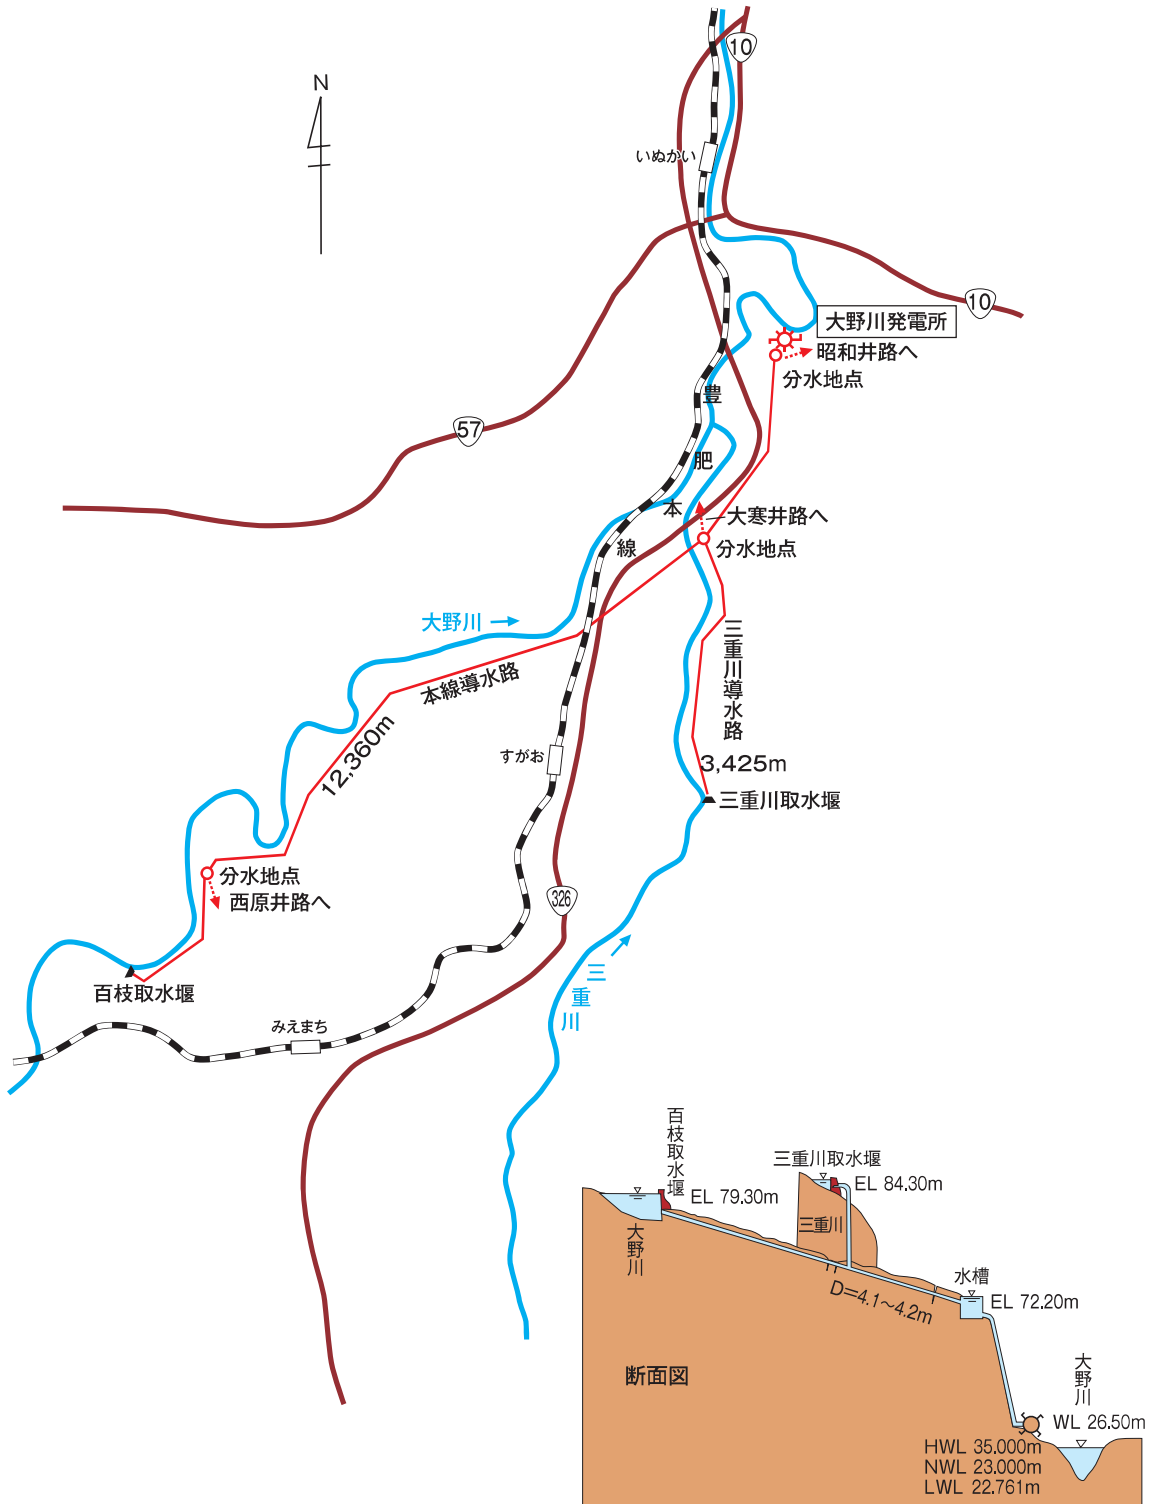 N
10
いぬかい
10
大野川発電所
昭和井路へ
分水地点
豊肥本線
57
大寒井路へ
分水地点
大野川
三重川導水路
本線導水路
12,360m
すがお
3,425m
三重川取水堰
分水地点
西原井路へ
326
百枝取水堰
三重川
みえまち
百枝取水堰
三重川取水堰
EL 79.30m
EL 84.30m
大野川
三重川
水槽
D=4.1～4.2m
EL 72.20m
断面図
大野川
WL 26.50m
HWL 35.000m
NWL 23.000m
LWL 22.761m